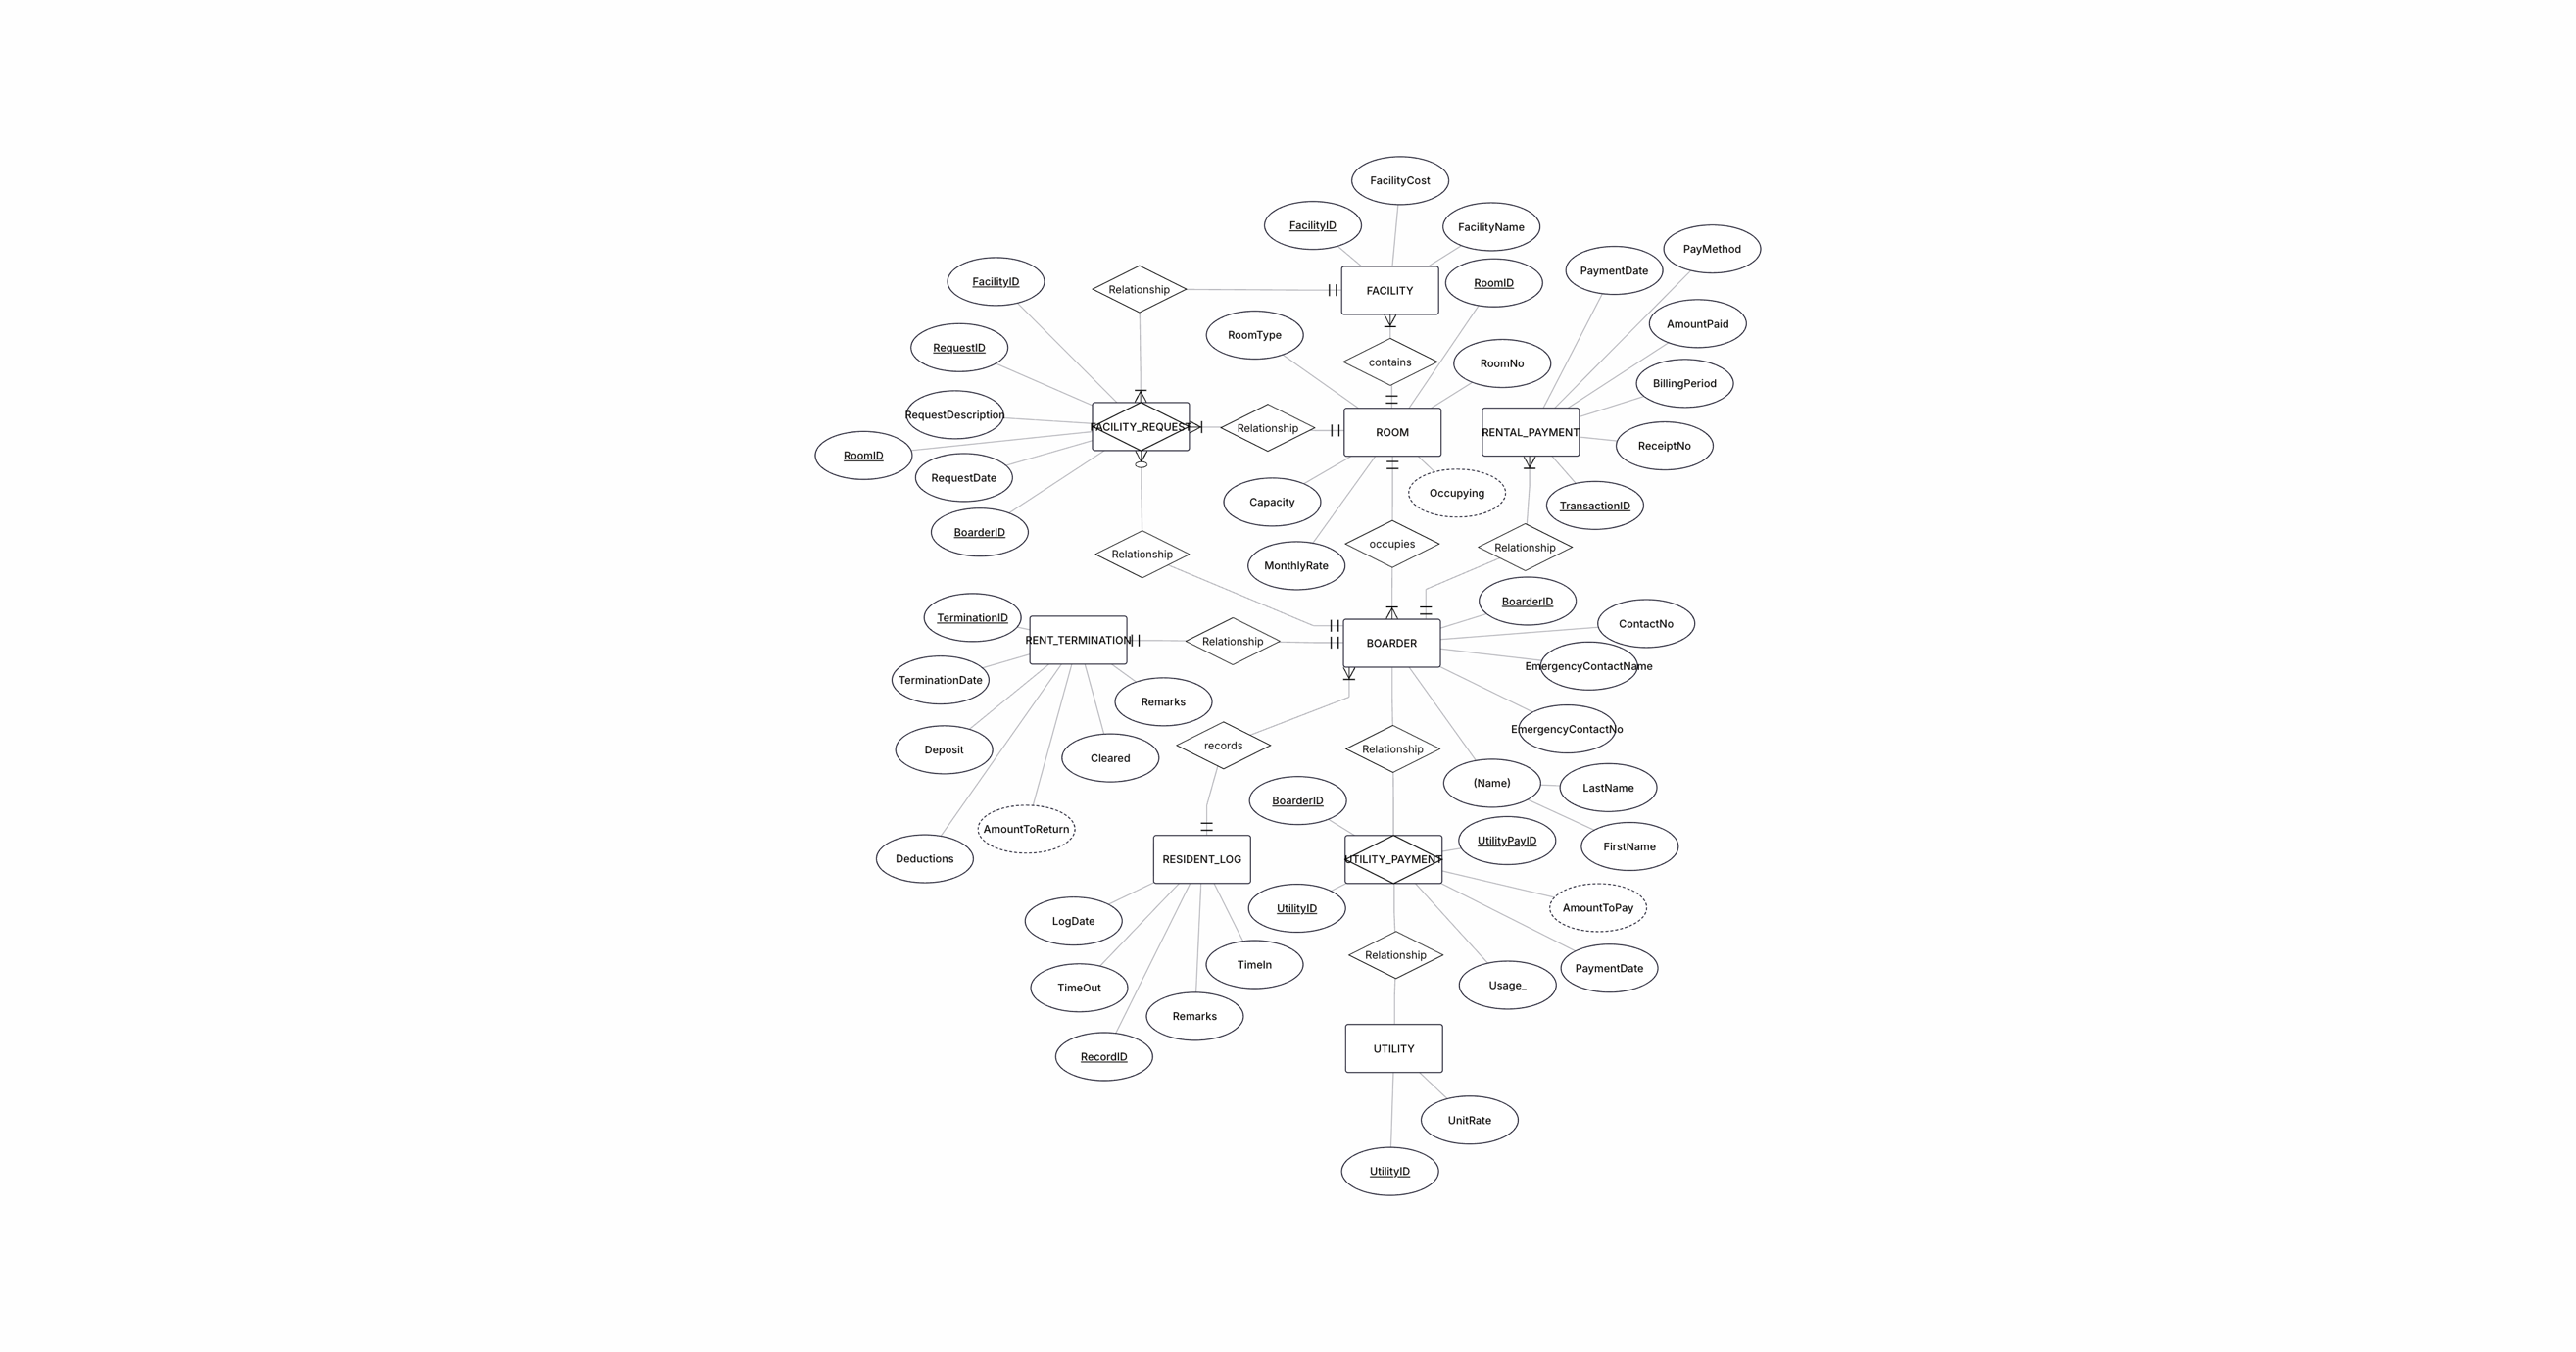 FacilityCost
FacilityID
FacilityName
PayMethod
PaymentDate
FacilityID
RoomID
Relationship
FACILITY
AmountPaid
RoomType
RequestID
contains
RoomNo
BillingPeriod
RequestDescription
FACILITY_REQUEST
Relationship
ROOM
RENTAL_PAYMENT
ReceiptNo
RoomID
RequestDate
Occupying
Capacity
TransactionID
BoarderID
occupies
Relationship
Relationship
MonthlyRate
BoarderID
TerminationID
ContactNo
RENT_TERMINATION
Relationship
BOARDER
EmergencyContactName
TerminationDate
Remarks
EmergencyContactNo
records
Deposit
Relationship
Cleared
(Name)
LastName
BoarderID
AmountToReturn
UtilityPayID
FirstName
Deductions
RESIDENT_LOG
UTILITY_PAYMENT
UtilityID
AmountToPay
LogDate
Relationship
TimeIn
PaymentDate
TimeOut
Usage_
Remarks
UTILITY
RecordID
UnitRate
UtilityID